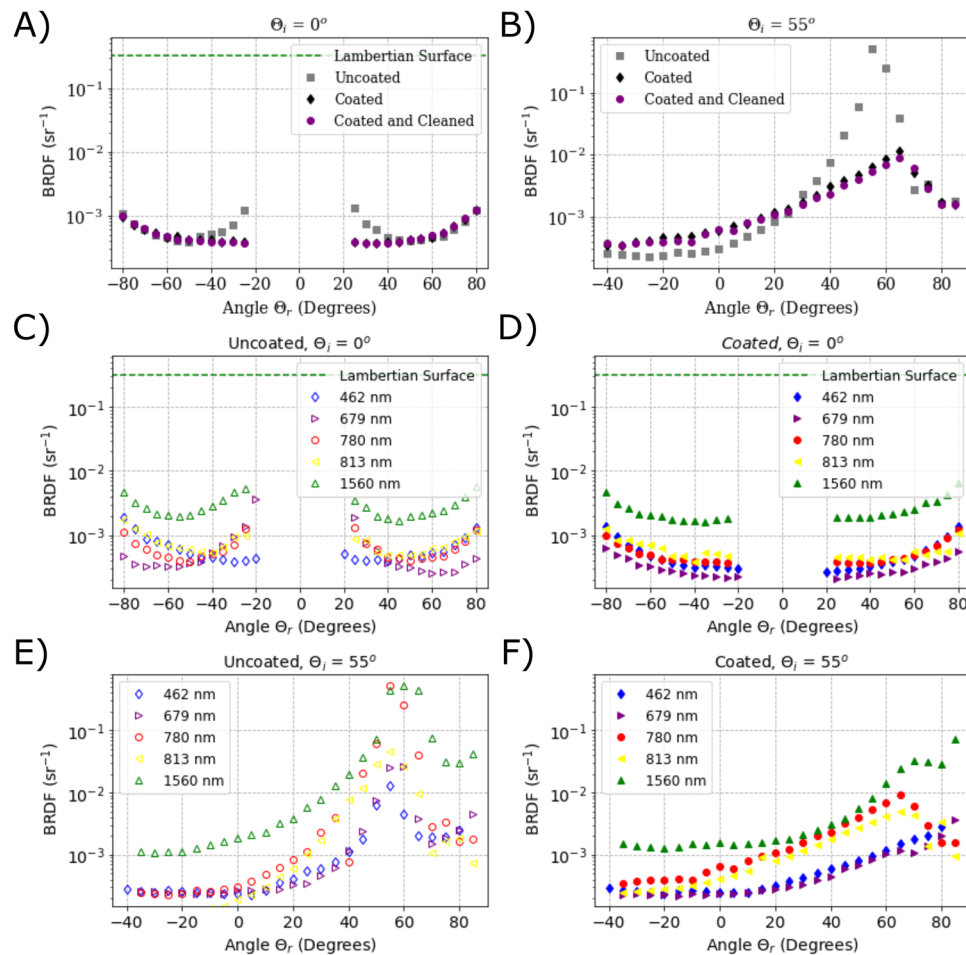 A)
Θi = 0°
BRDF (sr⁻¹)
10⁻¹
10⁻²
10⁻³
Lambertian Surface
Uncoated
Coated
Coated and Cleaned
−80 −60 −40 −20 0 20 40 60 80
Angle Θr (Degrees)
B)
Θi = 55°
BRDF (sr⁻¹)
10⁻¹
10⁻²
10⁻³
Uncoated
Coated
Coated and Cleaned
−40 −20 0 20 40 60 80
Angle Θr (Degrees)
C)
Uncoated, Θi = 0°
BRDF (sr⁻¹)
10⁻¹
10⁻²
10⁻³
Lambertian Surface
462 nm
679 nm
780 nm
813 nm
1560 nm
−80 −60 −40 −20 0 20 40 60 80
Angle Θr (Degrees)
D)
Coated, Θi = 0°
BRDF (sr⁻¹)
10⁻¹
10⁻²
10⁻³
Lambertian Surface
462 nm
679 nm
780 nm
813 nm
1560 nm
−80 −60 −40 −20 0 20 40 60 80
Angle Θr (Degrees)
E)
Uncoated, Θi = 55°
BRDF (sr⁻¹)
10⁻¹
10⁻²
10⁻³
462 nm
679 nm
780 nm
813 nm
1560 nm
−40 −20 0 20 40 60 80
Angle Θr (Degrees)
F)
Coated, Θi = 55°
BRDF (sr⁻¹)
10⁻¹
10⁻²
10⁻³
462 nm
679 nm
780 nm
813 nm
1560 nm
−40 −20 0 20 40 60 80
Angle Θr (Degrees)